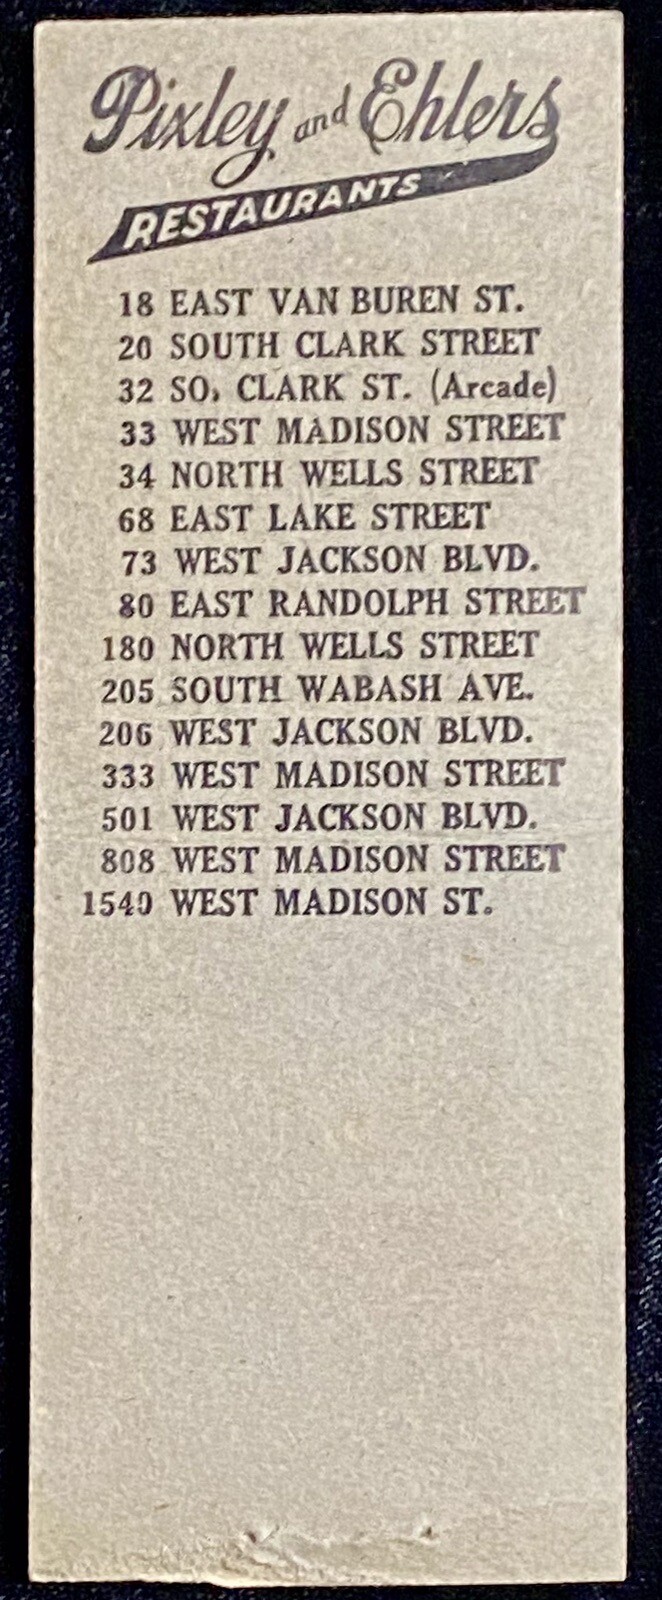 Pixley and Ehlers
RESTAURANTS
18 EAST VAN BUREN ST.
20 SOUTH CLARK STREET
32 SO. CLARK ST. (Arcade)
33 WEST MADISON STREET
34 NORTH WELLS STREET
68 EAST LAKE STREET
73 WEST JACKSON BLVD.
80 EAST RANDOLPH STREET
180 NORTH WELLS STREET
205 SOUTH WABASH AVE.
206 WEST JACKSON BLVD.
333 WEST MADISON STREET
501 WEST JACKSON BLVD.
808 WEST MADISON STREET
1540 WEST MADISON ST.